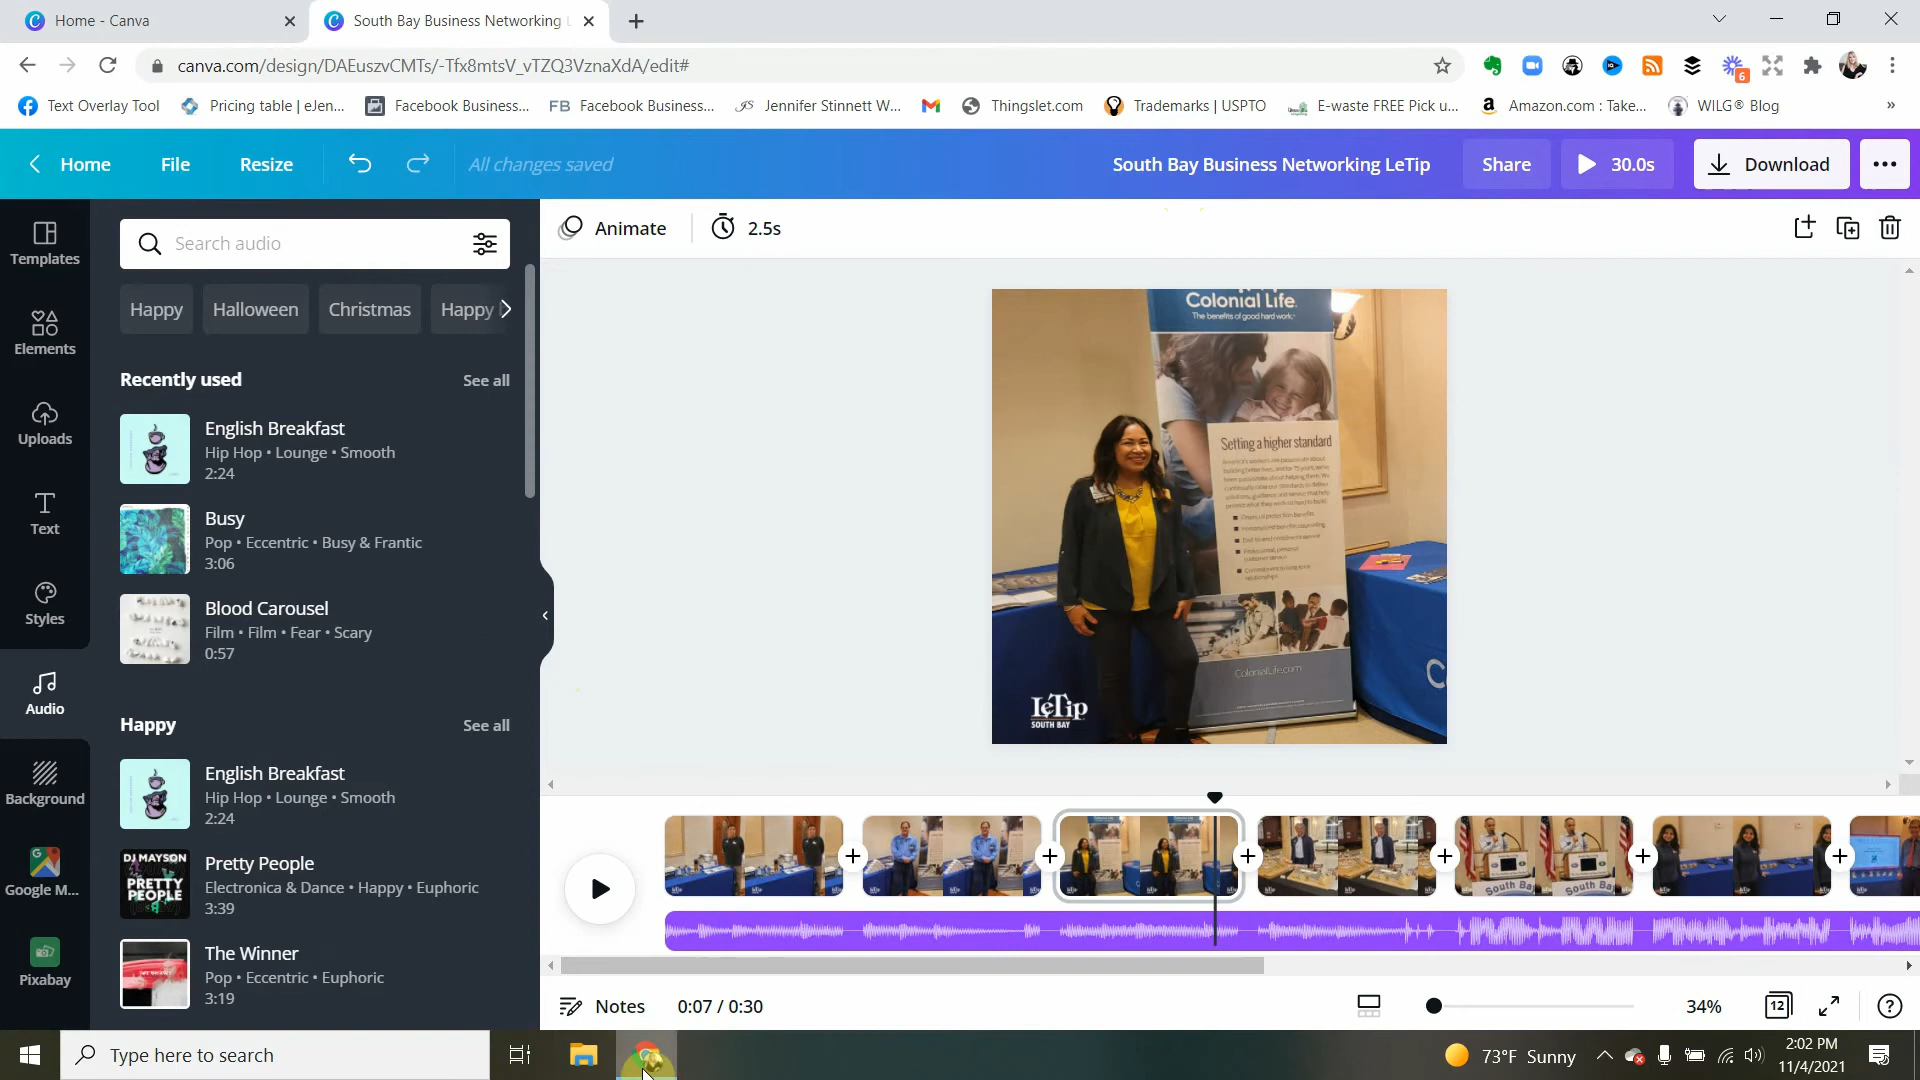 Home - Canva
South Bay Business Networking L
canva.com/design/DAEuszvCMTs/-Tfx8mtsV_vTZQ3VznaXdA/edit#
6
Text Overlay Tool
Pricing table | eJen...
Facebook Business...
FB Facebook Business...
JS Jennifer Stinnett W...
Thingslet.com
Trademarks | USPTO
E-waste FREE Pick u...
Amazon.com : Take...
WILG® Blog
»
Home
File
Resize
All changes saved
South Bay Business Networking LeTip
Share
30.0s
Download
Templates
Elements
Uploads
Text
Styles
Audio
Background
Google M...
Pixabay
Search audio
Happy
Halloween
Christmas
Happy
Recently used
See all
English Breakfast
Hip Hop • Lounge • Smooth
2:24
Busy
Pop • Eccentric • Busy & Frantic
3:06
Blood Carousel
Film • Film • Fear • Scary
0:57
Happy
See all
English Breakfast
Hip Hop • Lounge • Smooth
2:24
DJ MAYSON
PRETTY
PEOPLE
Pretty People
Electronica & Dance • Happy • Euphoric
3:39
The Winner
Pop • Eccentric • Euphoric
3:19
Animate
2.5s
Colonial Life.
The benefits of good hard work.
Setting a higher standard
ColonialLife.com
LeTip
SOUTH BAY
South Ba
South Ba
Notes
0:07 / 0:30
34%
12
Type here to search
73°F Sunny
2:02 PM
11/4/2021